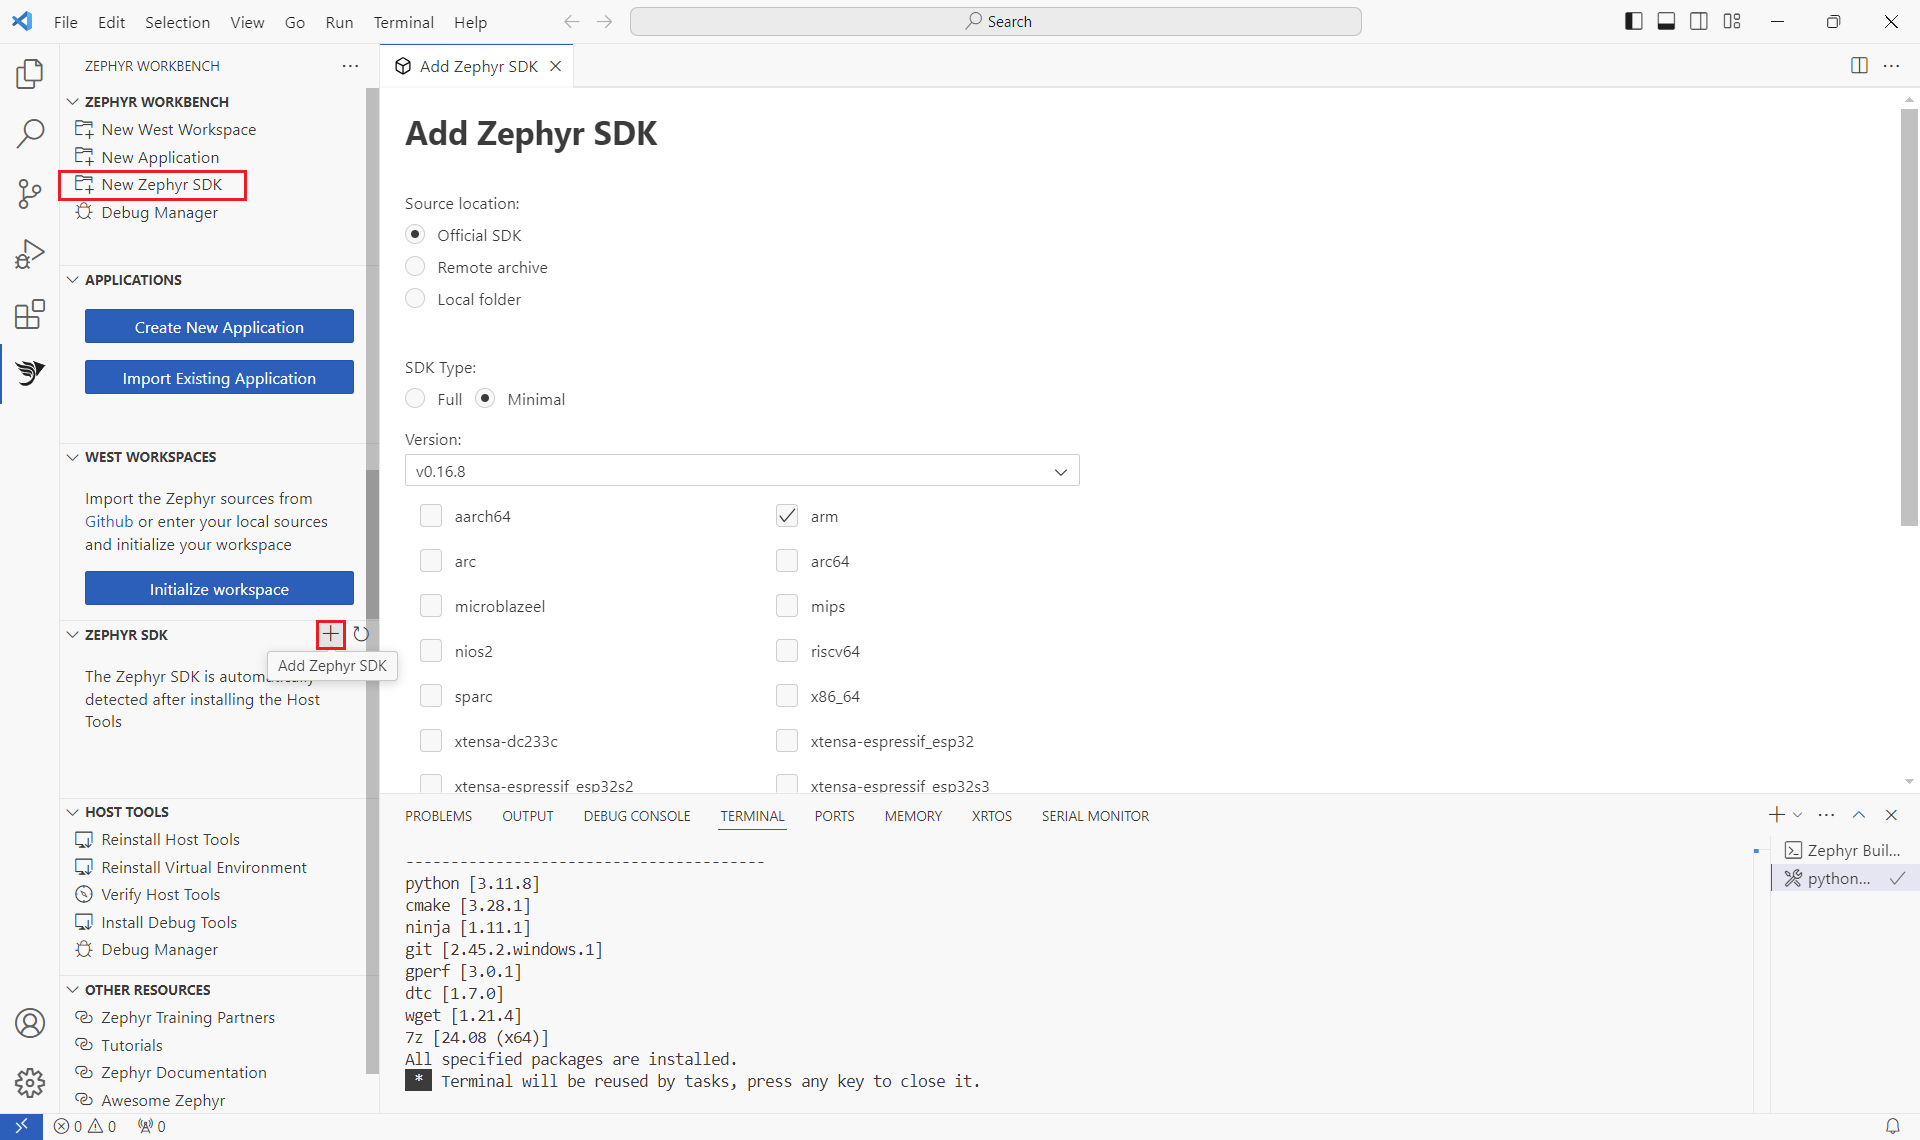 File Edit Selection View Go Run Terminal Help
Search
ZEPHYR WORKBENCH
ZEPHYR WORKBENCH
New West Workspace
New Application
New Zephyr SDK
Debug Manager
APPLICATIONS
Create New Application
Import Existing Application
WEST WORKSPACES
Import the Zephyr sources from
Github or enter your local sources
and initialize your workspace
Initialize workspace
ZEPHYR SDK
Add Zephyr SDK
The Zephyr SDK is automatically
detected after installing the Host
Tools
HOST TOOLS
Reinstall Host Tools
Reinstall Virtual Environment
Verify Host Tools
Install Debug Tools
Debug Manager
OTHER RESOURCES
Zephyr Training Partners
Tutorials
Zephyr Documentation
Awesome Zephyr
Add Zephyr SDK
Add Zephyr SDK
Source location:
Official SDK
Remote archive
Local folder
SDK Type:
Full Minimal
Version:
v0.16.8
aarch64 arm
arc arc64
microblazeel mips
nios2 riscv64
sparc x86_64
xtensa-dc233c xtensa-espressif_esp32
xtensa-espressif_esp32s2 xtensa-espressif_esp32s3
PROBLEMS OUTPUT DEBUG CONSOLE TERMINAL PORTS MEMORY XRTOS SERIAL MONITOR
----------------------------------------
python [3.11.8]
cmake [3.28.1]
ninja [1.11.1]
git [2.45.2.windows.1]
gperf [3.0.1]
dtc [1.7.0]
wget [1.21.4]
7z [24.08 (x64)]
All specified packages are installed.
* Terminal will be reused by tasks, press any key to close it.
Zephyr Buil...
python...
0 0 0